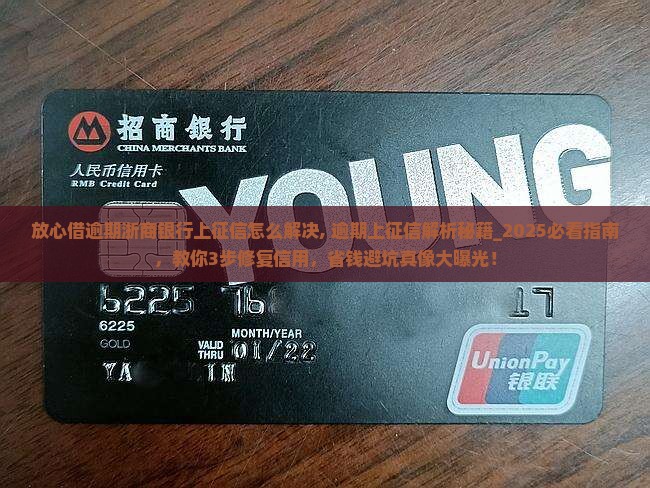 招商銀行
CHINA MERCHANTS BANK
人民币信用卡
RMB Credit Card
YOUNG
放心借逾期浙商银行上征信怎么解决, 逾期上征信解析秘籍_2025必看指南
，教你3步修复信用，省钱避坑真像大曝光！
6225 76 17
6225
MONTH/YEAR
GOLD
VALID THRU 01/22
YA IN
UnionPay
银联